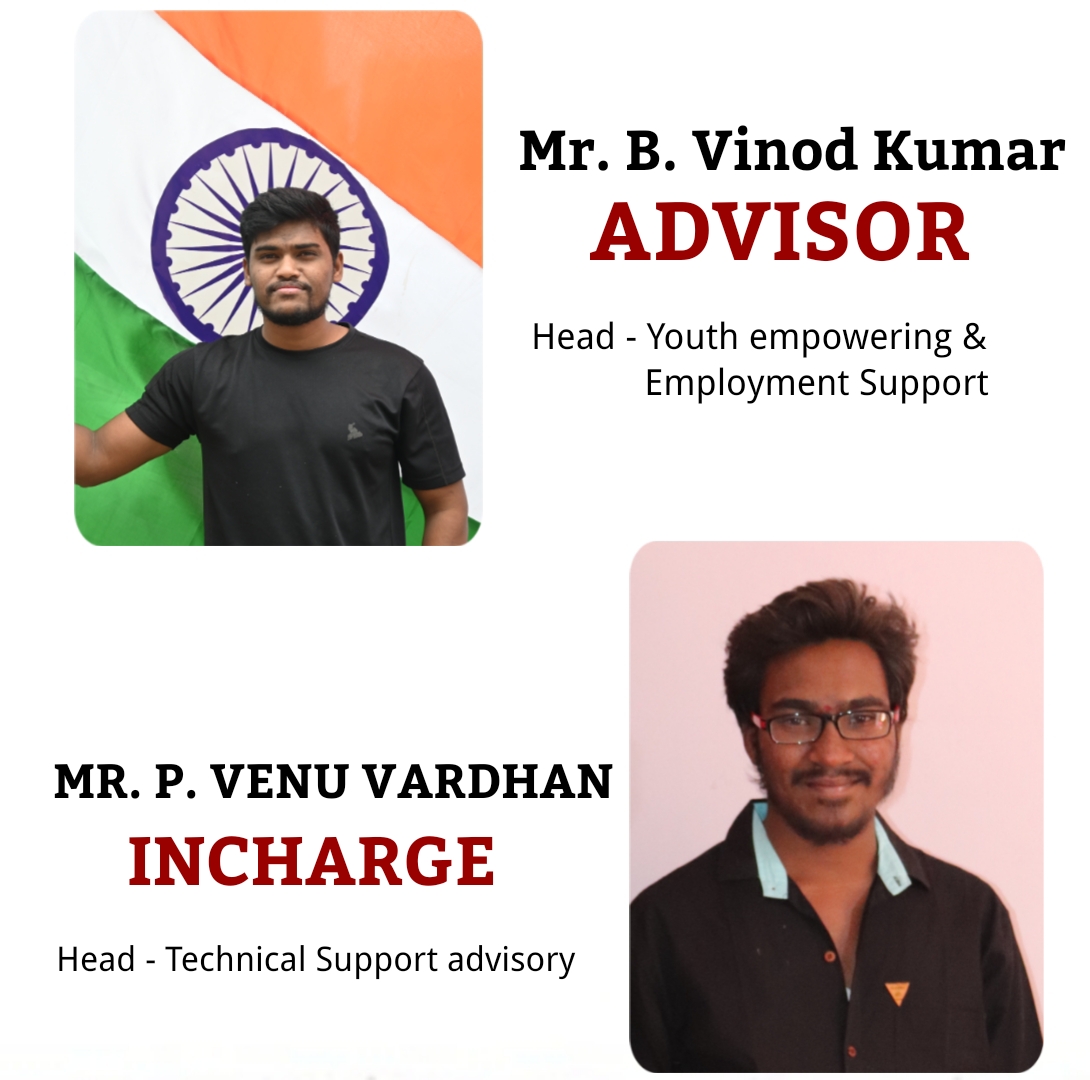 Mr. B. Vinod Kumar
ADVISOR
Head - Youth empowering &
Employment Support
MR. P. VENU VARDHAN
INCHARGE
Head - Technical Support advisory